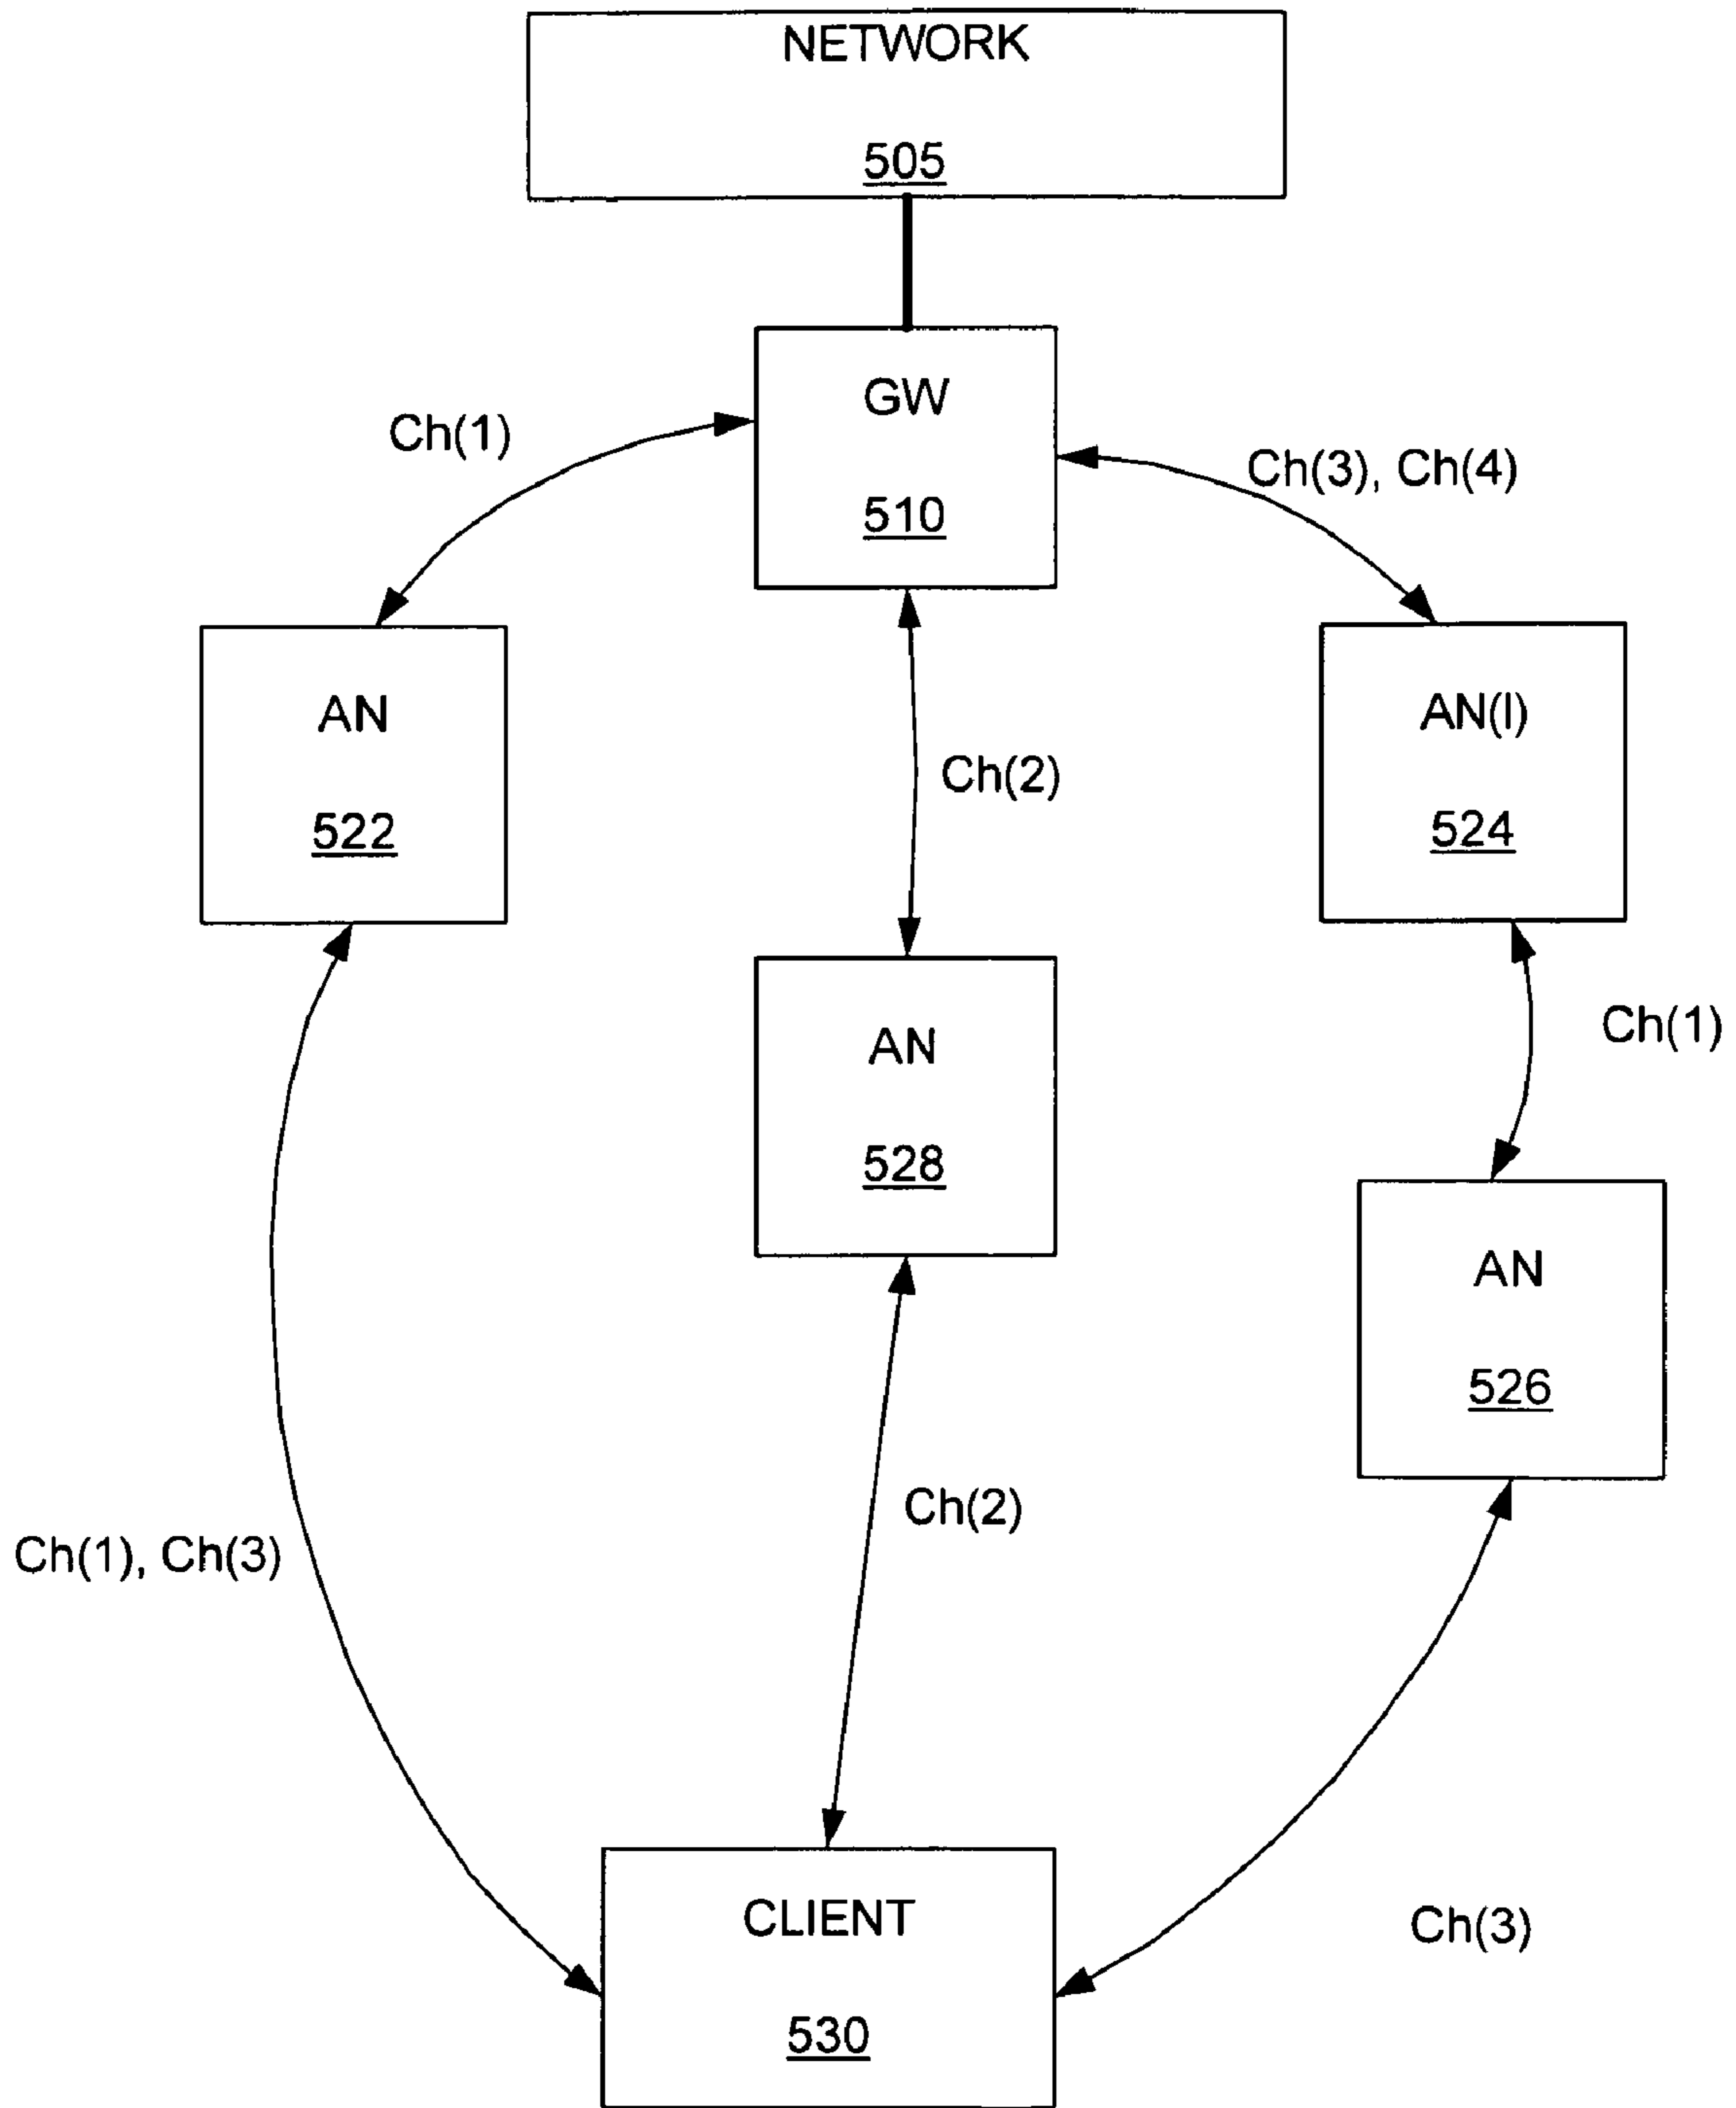 NETWORK
505
GW
510
Ch(1)
Ch(3), Ch(4)
AN
522
AN(I)
524
Ch(2)
AN
528
Ch(1)
AN
526
Ch(2)
Ch(1), Ch(3)
Ch(3)
CLIENT
530